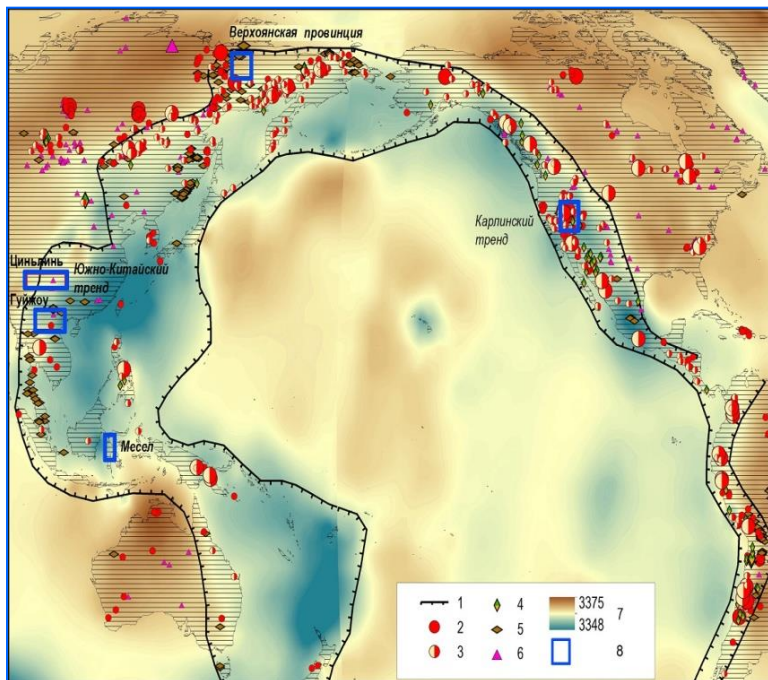 Верхоянская провинция
Карлинский
тренд
Циньлинь
Южно-Китайский
тренд
Гуйжоу
Месел
1
2
3
4
5
6
3375
3348
7
8